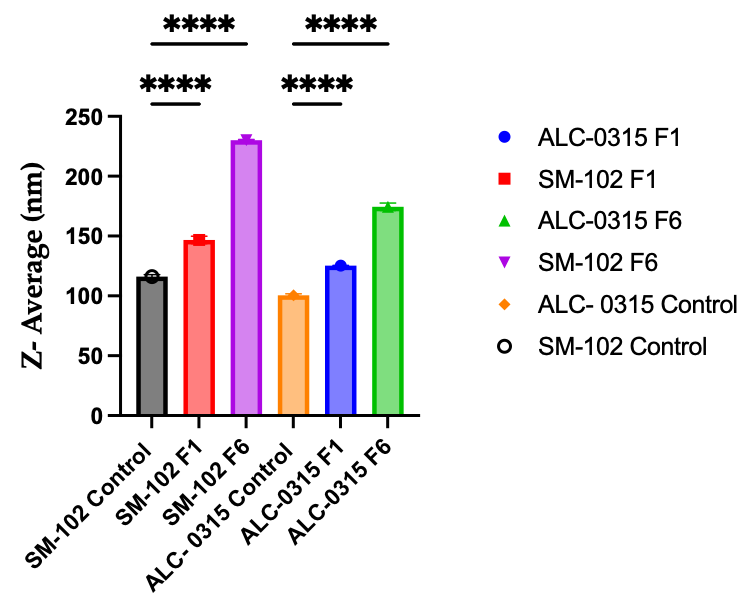 **** ****
**** ****
250
200
150
100
50
0
Z- Average (nm)
SM-102 Control
SM-102 F1
SM-102 F6
ALC- 0315 Control
ALC-0315 F1
ALC-0315 F6
ALC-0315 F1
SM-102 F1
ALC-0315 F6
SM-102 F6
ALC- 0315 Control
SM-102 Control